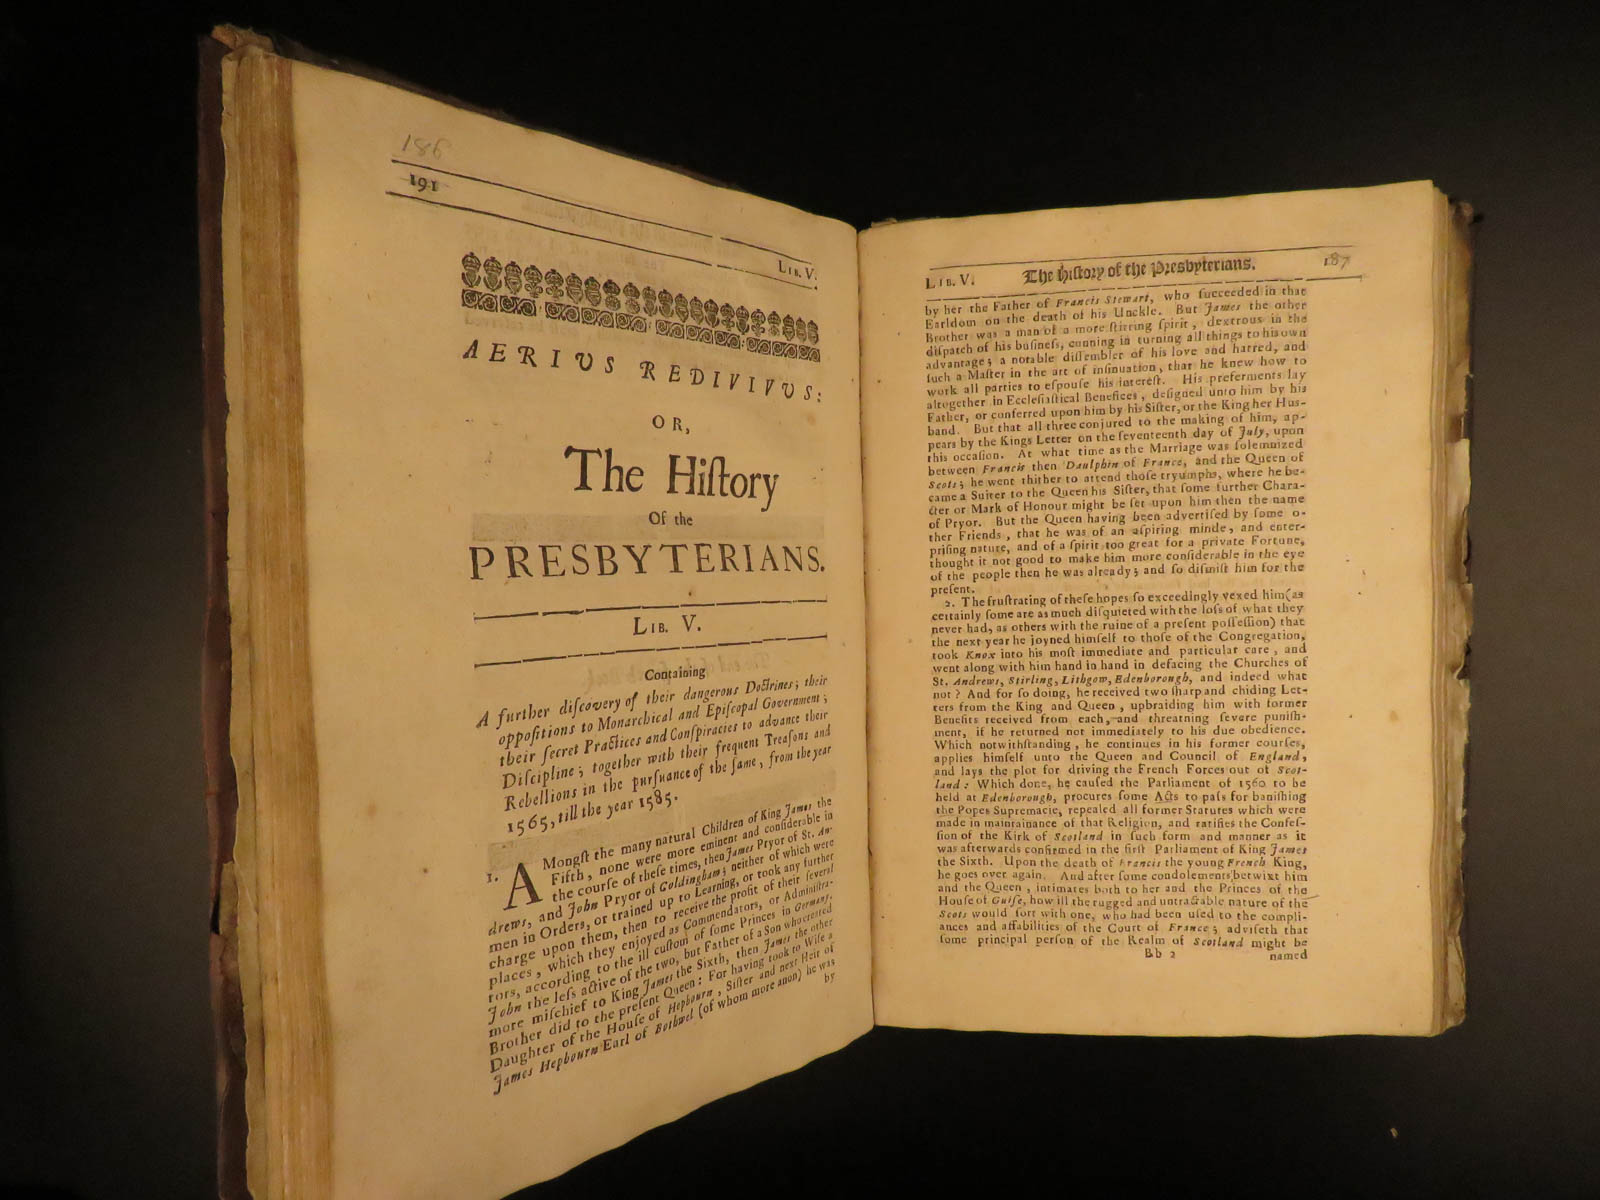 186
191
LIB. V.
AERIUS REDIVIVUS:
OR,
The Hiſtory
Of the
PRESBYTERIANS.
LIB. V.
Containing
A further diſcovery of their dangerous Doctrines; their
oppoſitions to Monarchical and Epiſcopal Government;
their ſecret Practices and Conſpiracies to advance their
Diſcipline; together with their frequent Treaſons and
Rebellions in the purſuance of the ſame, from the year
1565, till the year 1585.
1. AMongſt the many natural Children of King James the
Fifth, none were more eminent and conſiderable in
the courſe of theſe times, then James Pryor of St. An-
drews, and John Pryor of Coldingham; neither of which were
men in Orders, or trained up to Learning, or took any further
charge upon them, then to receive the profit of their ſeveral
places, which they enjoyed as Commendators, or Adminiſtra-
tors, according to the ill cuſtom of ſome Princes in Germany.
John the leſs active of the two, but Father of a Son who created
more miſchief to King James the Sixth, then James the other
Brother did to the preſent Queen: For having took to Wife a
Daughter of the Houſe of Hepbourn, Siſter and next Heir of
James Hepbourn Earl of Bothwel (of whom more anon) he was
by
LIB. V. The Hiſtory of the Presbyterians. 187
by her the Father of Francis Stewart, who ſucceeded in that
Earldom on the death of his Unckle. But James the other
Brother was a man of a more ſtirring ſpirit, dextrous in the
diſpatch of his buſineſs, cunning in turning all things to his own
advantage; a notable diſſembler of his love and hatred, and
ſuch a Maſter in the art of inſinuation, that he knew how to
work all parties to eſpouſe his intereſt. His preferments lay
altogether in Eccleſiaſtical Benefices, deſigned unto him by his
Father, or conferred upon him by his Siſter, or the King her Huſ-
band. But that all three conjured to the making of him, ap-
pears by the Kings Letter on the ſeventeenth day of July, upon
this occaſion. At what time as the Marriage was ſolemnized
between Francis then Daulphin of France, and the Queen of
Scots; he went thither to attend thoſe tryumphs, where he be-
came a Suiter to the Queen his Siſter, that ſome further Chara-
cter or Mark of Honour might be ſet upon him then the name
of Pryor. But the Queen having been advertiſed by ſome o-
ther Friends, that he was of an aſpiring minde, and enter-
priſing nature, and of a ſpirit too great for a private Fortune,
thought it not good to make him more conſiderable in the eye
of the people then he was already; and ſo diſmiſt him for the
preſent.
2. The fruſtrating of theſe hopes ſo exceedingly vexed him (as
certainly ſome are as much diſquieted with the loſs of what they
never had, as others with the ruine of a preſent poſſeſſion) that
the next year he joyned himſelf to thoſe of the Congregation,
took Knox into his moſt immediate and particular care, and
went along with him hand in hand in defacing the Churches of
St. Andrews, Stirling, Lithgow, Edenborough, and indeed what
not? And for ſo doing, he received two ſharp and chiding Let-
ters from the King and Queen, upbraiding him with former
Benefits received from each, and threatning ſevere puniſh-
ment, if he returned not immediately to his due obedience.
Which notwithſtanding, he continues in his former courſes,
applies himſelf unto the Queen and Council of England,
and lays the plot for driving the French Forces out of Scot-
land: Which done, he cauſed the Parliament of 1560 to be
held at Edenborough, procures ſome Acts to paſs for baniſhing
the Popes Supremacie, repealed all former Statutes which were
made in maintainance of that Religion, and ratifies the Confeſ-
ſion of the Kirk of Scotland in ſuch form and manner as it
was afterwards confirmed in the firſt Parliament of King James
the Sixth. Upon the death of Francis the young French King,
he goes over again. And after ſome condolements betwixt him
and the Queen, intimates both to her and the Princes of the
Houſe of Guiſe, how ill the rugged and untractable nature of the
Scots would ſort with one, who had been uſed to the compli-
ances and affabilities of the Court of France; adviſeth that
ſome principal perſon of the Realm of Scotland might be
Bb 2 named